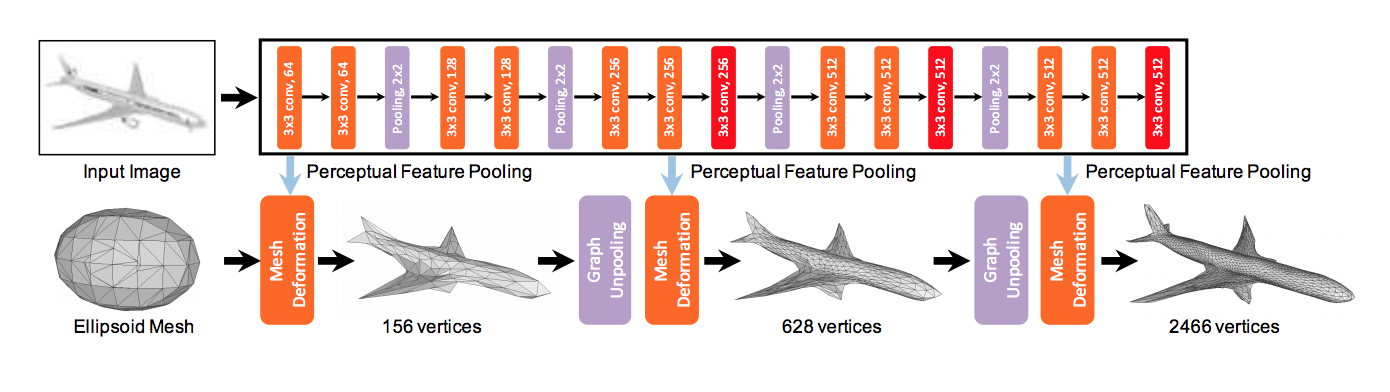 3x3 conv, 64
3x3 conv, 64
Pooling, 2x2
3x3 conv, 128
3x3 conv, 128
Pooling, 2x2
3x3 conv, 256
3x3 conv, 256
3x3 conv, 256
Pooling, 2x2
3x3 conv, 512
3x3 conv, 512
3x3 conv, 512
Pooling, 2x2
3x3 conv, 512
3x3 conv, 512
3x3 conv, 512
Input Image
Perceptual Feature Pooling
Perceptual Feature Pooling
Perceptual Feature Pooling
Mesh
Deformation
Graph
Unpooling
Mesh
Deformation
Graph
Unpooling
Mesh
Deformation
Ellipsoid Mesh
156 vertices
628 vertices
2466 vertices